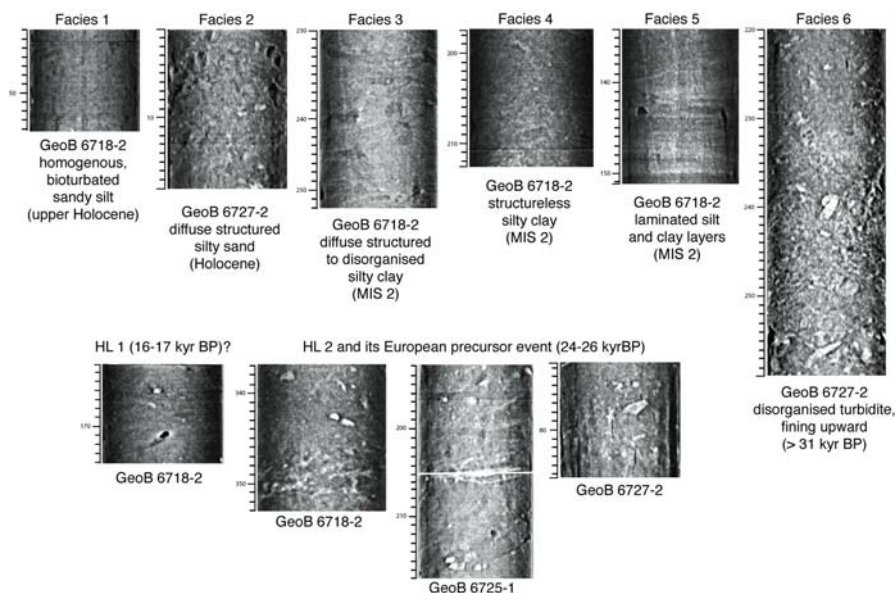 Facies 1
Facies 2
Facies 3
Facies 4
Facies 5
Facies 6
50
GeoB 6718-2
homogenous,
bioturbated
sandy silt
(upper Holocene)
10
GeoB 6727-2
diffuse structured
silty sand
(Holocene)
230
240
250
GeoB 6718-2
diffuse structured
to disorganised
silty clay
(MIS 2)
200
210
GeoB 6718-2
structureless
silty clay
(MIS 2)
140
150
GeoB 6718-2
laminated silt
and clay layers
(MIS 2)
220
230
240
250
GeoB 6727-2
disorganised turbidite,
fining upward
(> 31 kyr BP)
HL 1 (16-17 kyr BP)?
HL 2 and its European precursor event (24-26 kyrBP)
370
GeoB 6718-2
340
350
GeoB 6718-2
200
210
GeoB 6725-1
80
GeoB 6727-2